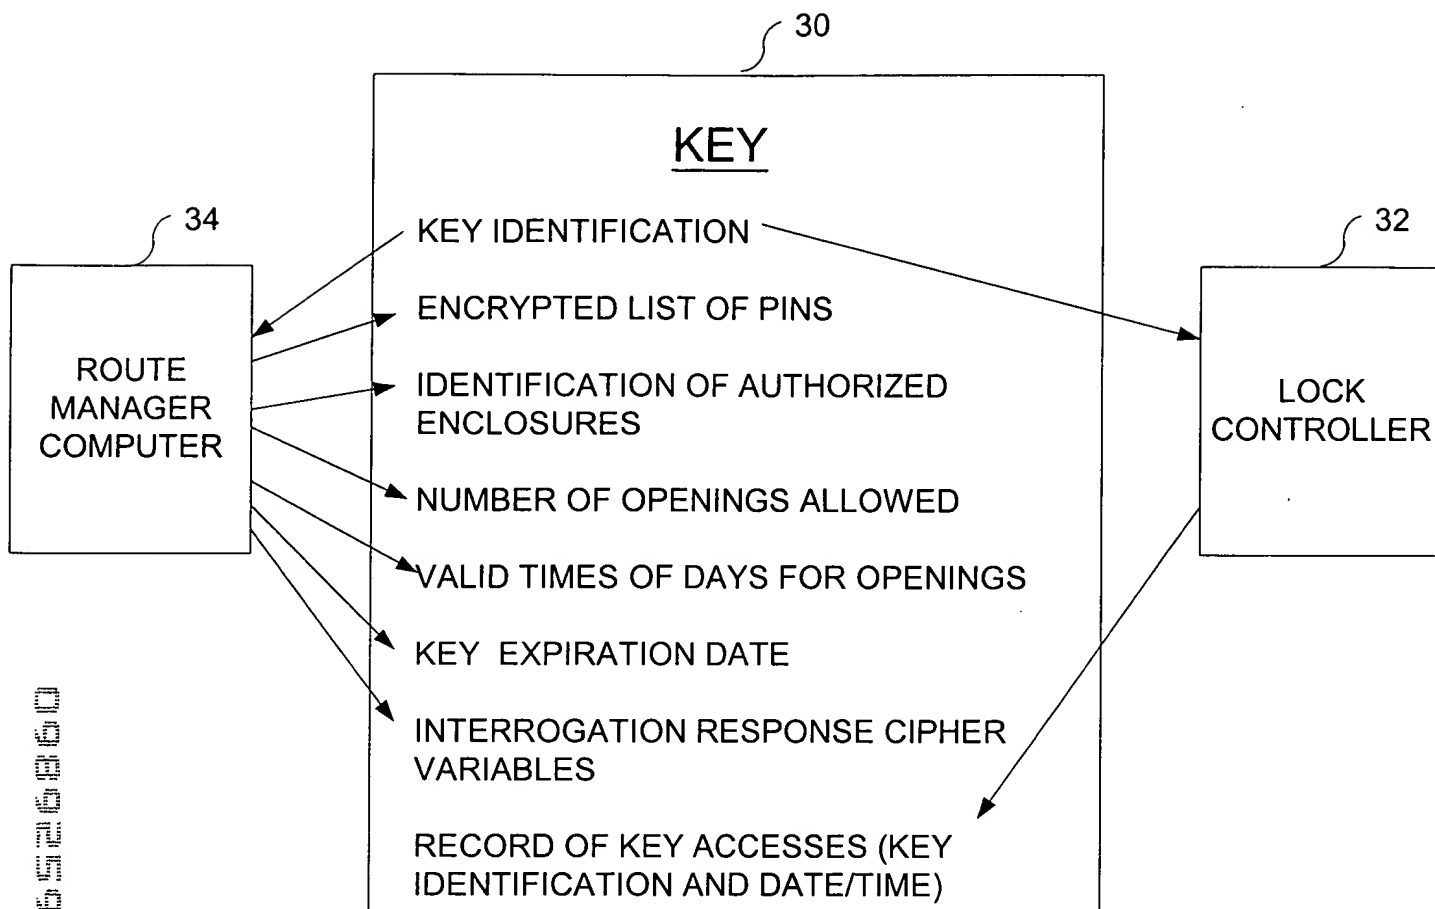 30
KEY
34
KEY IDENTIFICATION
32
ENCRYPTED LIST OF PINS
ROUTE
MANAGER
COMPUTER
IDENTIFICATION OF AUTHORIZED
ENCLOSURES
LOCK
CONTROLLER
NUMBER OF OPENINGS ALLOWED
VALID TIMES OF DAYS FOR OPENINGS
KEY EXPIRATION DATE
INTERROGATION RESPONSE CIPHER
VARIABLES
RECORD OF KEY ACCESSES (KEY
IDENTIFICATION AND DATE/TIME)